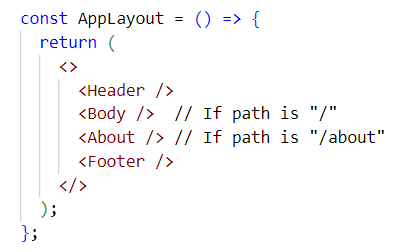 const AppLayout = () => {
  return (
    <>
      <Header />
      <Body />  // If path is "/"
      <About /> // If path is "/about"
      <Footer />
    </>
  );
};